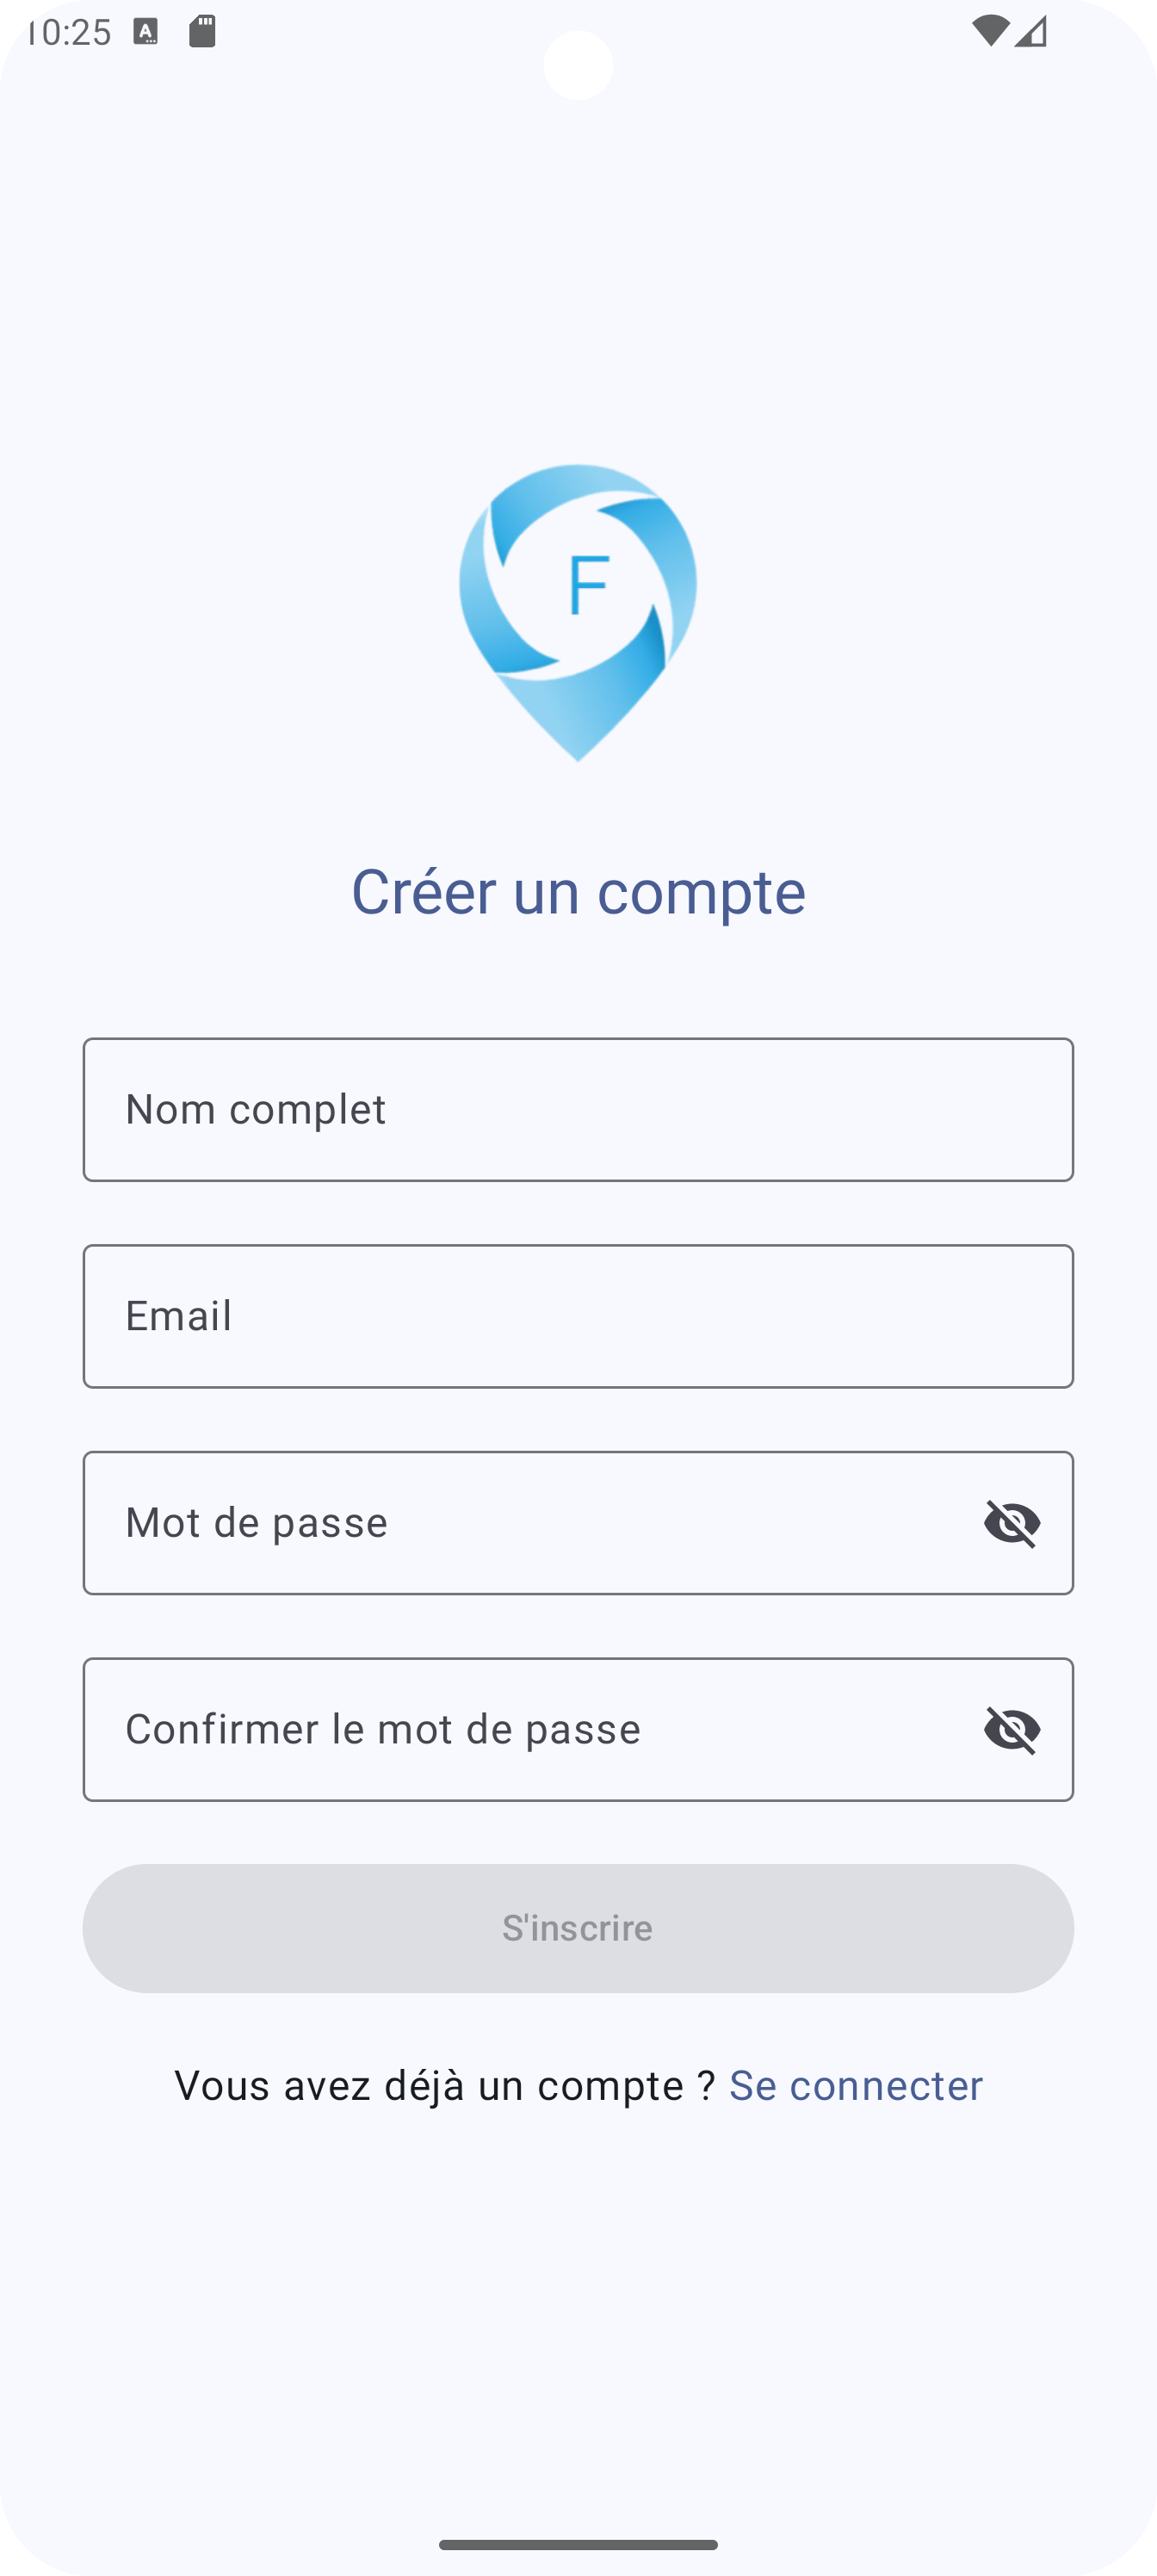 10:25
F
Créer un compte
Nom complet
Email
Mot de passe
Confirmer le mot de passe
S'inscrire
Vous avez déjà un compte ? Se connecter